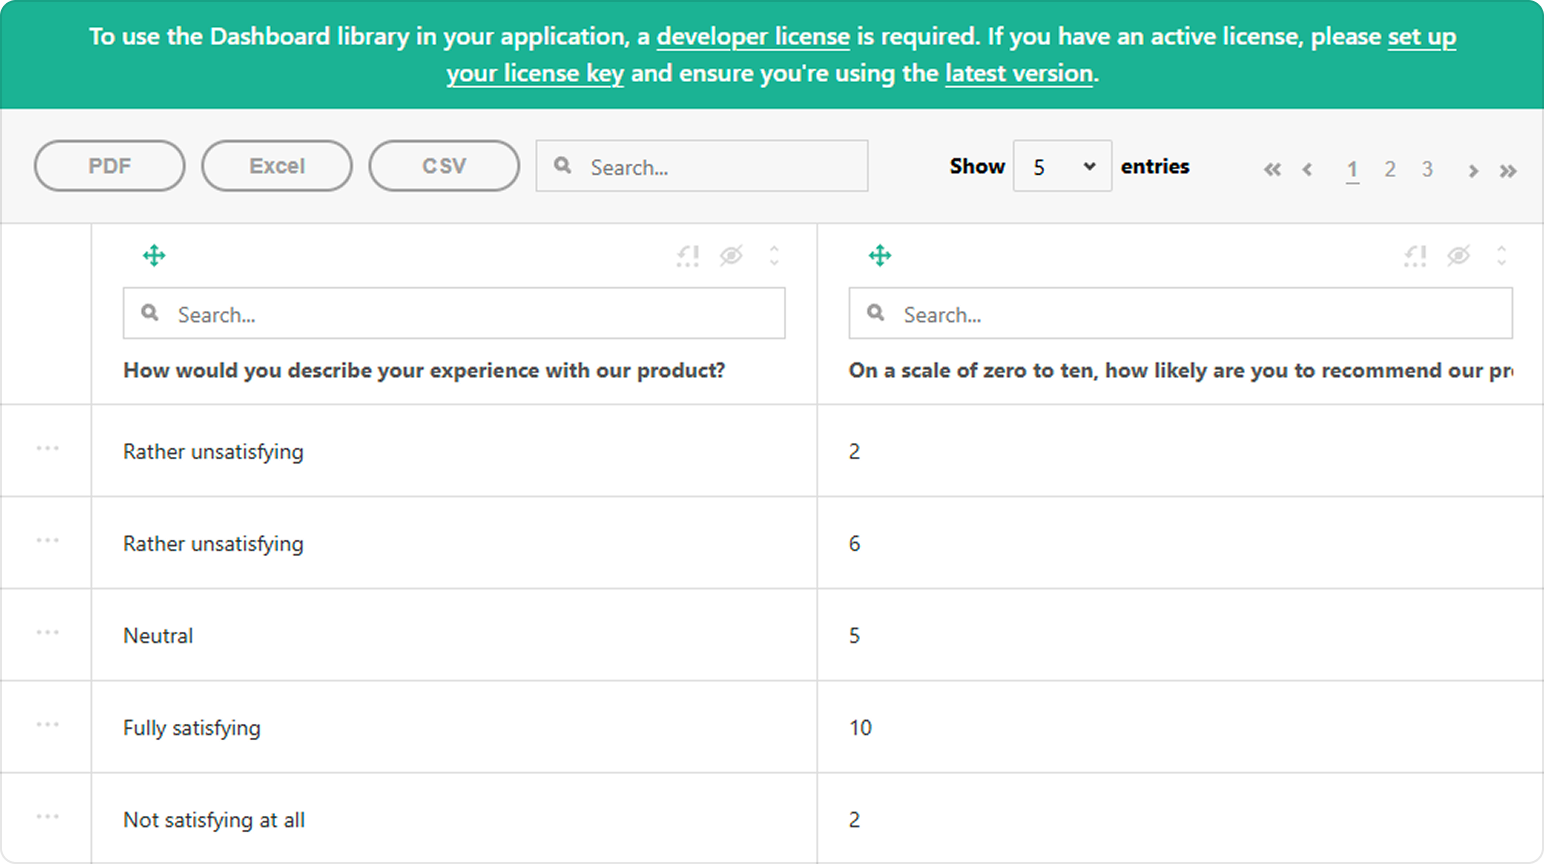 To use the Dashboard library in your application, a developer license is required. If you have an active license, please set up
your license key and ensure you're using the latest version.
PDF Excel CSV Search... Show 5 entries « ‹ 1 2 3 › »
Search... Search...
How would you describe your experience with our product? On a scale of zero to ten, how likely are you to recommend our
Rather unsatisfying 2
Rather unsatisfying 6
Neutral 5
Fully satisfying 10
Not satisfying at all 2